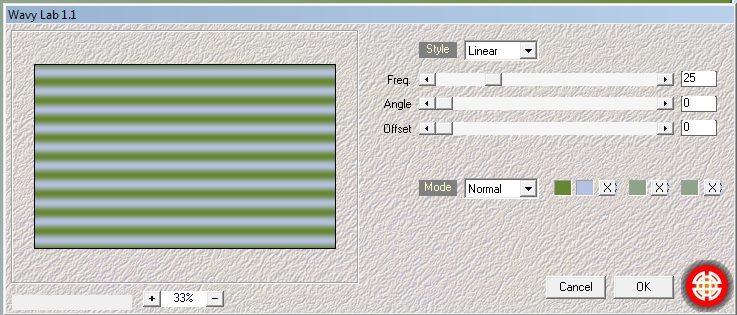 Wavy Lab 1.1
Style Linear
Freq. 25
Angle 0
Offset 0
Mode Normal X X X
33%
Cancel OK